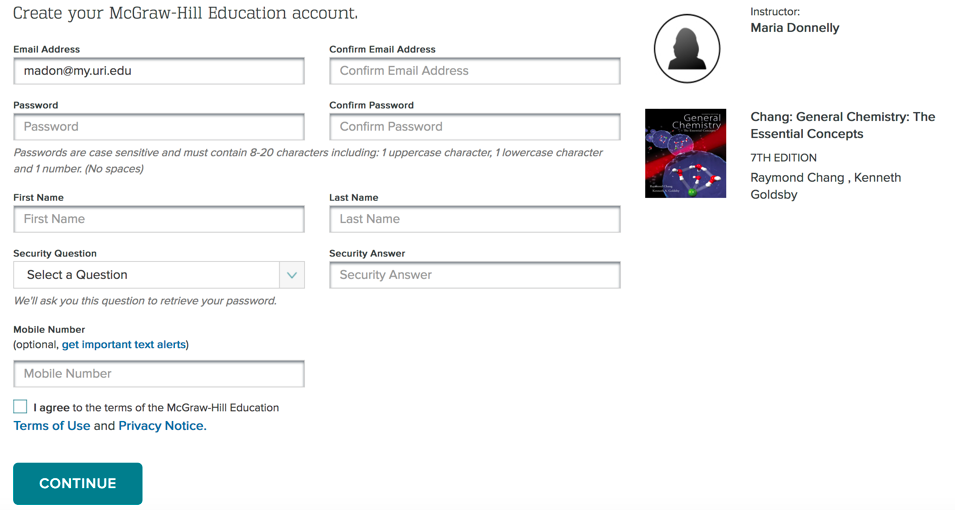 Create your McGraw-Hill Education account.
Email Address
Confirm Email Address
madon@my.uri.edu
Confirm Email Address
Password
Confirm Password
Password
Confirm Password
Passwords are case sensitive and must contain 8-20 characters including: 1 uppercase character, 1 lowercase character
and 1 number. (No spaces)
First Name
Last Name
First Name
Last Name
Security Question
Security Answer
Select a Question
Security Answer
We'll ask you this question to retrieve your password.
Mobile Number
(optional, get important text alerts)
Mobile Number
I agree to the terms of the McGraw-Hill Education
Terms of Use and Privacy Notice.
CONTINUE
Instructor:
Maria Donnelly
General
Chemistry
Chang: General Chemistry: The
Essential Concepts
7TH EDITION
Raymond Chang , Kenneth
Goldsby